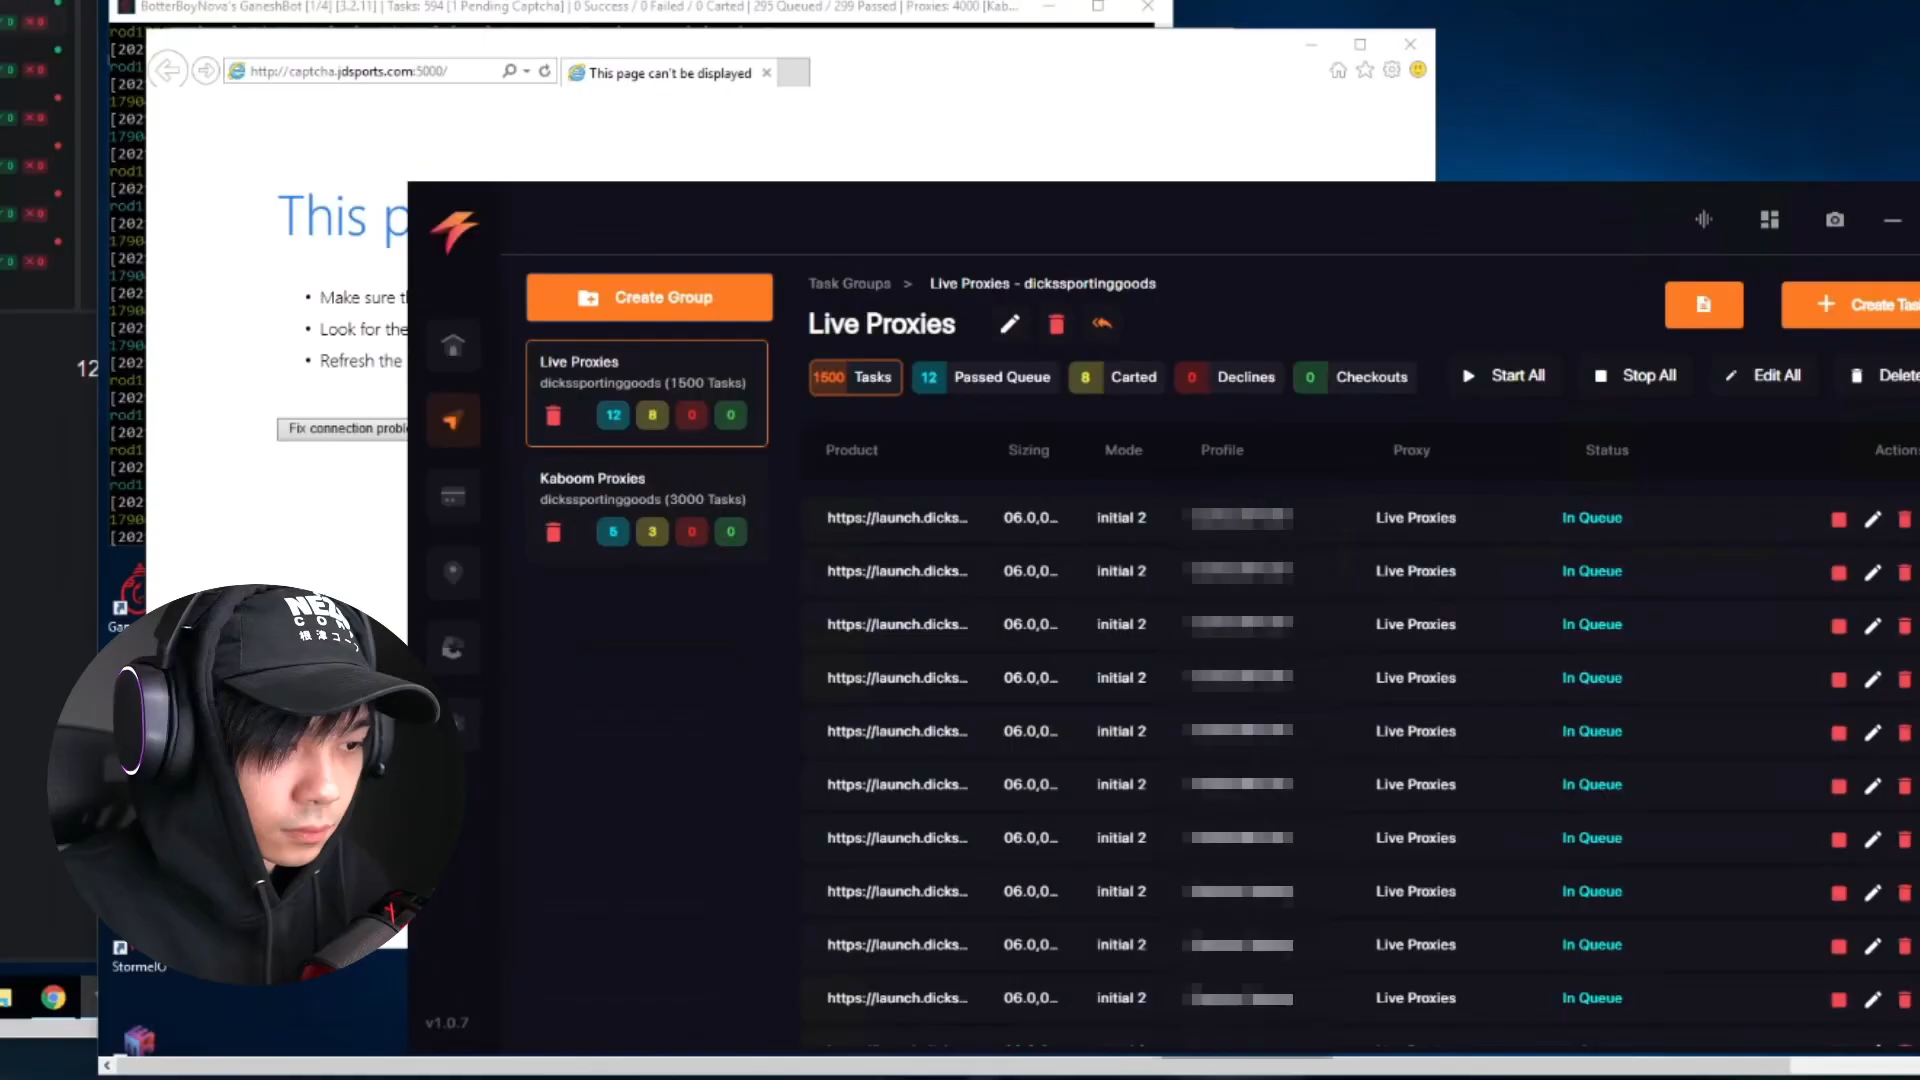 BotterBoyNova's GaneshBot [1/4] [3.2.11] | Tasks: 594 [1 Pending Captcha] | 0 Success / 0 Failed / 0 Carted | 295 Queued / 299 Passed | Proxies: 4000 [Kab...
http://captcha.jdsports.com:5000/
This page can't be displayed
This p
Make sure t
Look for the
Refresh the
Fix connection probl
12
Create Group
Live Proxies
dickssportinggoods (1500 Tasks)
12 8 0 0
Kaboom Proxies
dickssportinggoods (3000 Tasks)
5 3 0 0
v1.0.7
Task Groups > Live Proxies - dickssportinggoods
Live Proxies
Create Tas
1500 Tasks 12 Passed Queue 8 Carted 0 Declines 0 Checkouts Start All Stop All Edit All Delete
Product Sizing Mode Profile Proxy Status Actions
https://launch.dicks... 06.0,0... initial 2 Live Proxies In Queue
https://launch.dicks... 06.0,0... initial 2 Live Proxies In Queue
https://launch.dicks... 06.0,0... initial 2 Live Proxies In Queue
https://launch.dicks... 06.0,0... initial 2 Live Proxies In Queue
https://launch.dicks... 06.0,0... initial 2 Live Proxies In Queue
https://launch.dicks... 06.0,0... initial 2 Live Proxies In Queue
https://launch.dicks... 06.0,0... initial 2 Live Proxies In Queue
https://launch.dicks... 06.0,0... initial 2 Live Proxies In Queue
https://launch.dicks... 06.0,0... initial 2 Live Proxies In Queue
https://launch.dicks... 06.0,0... initial 2 Live Proxies In Queue